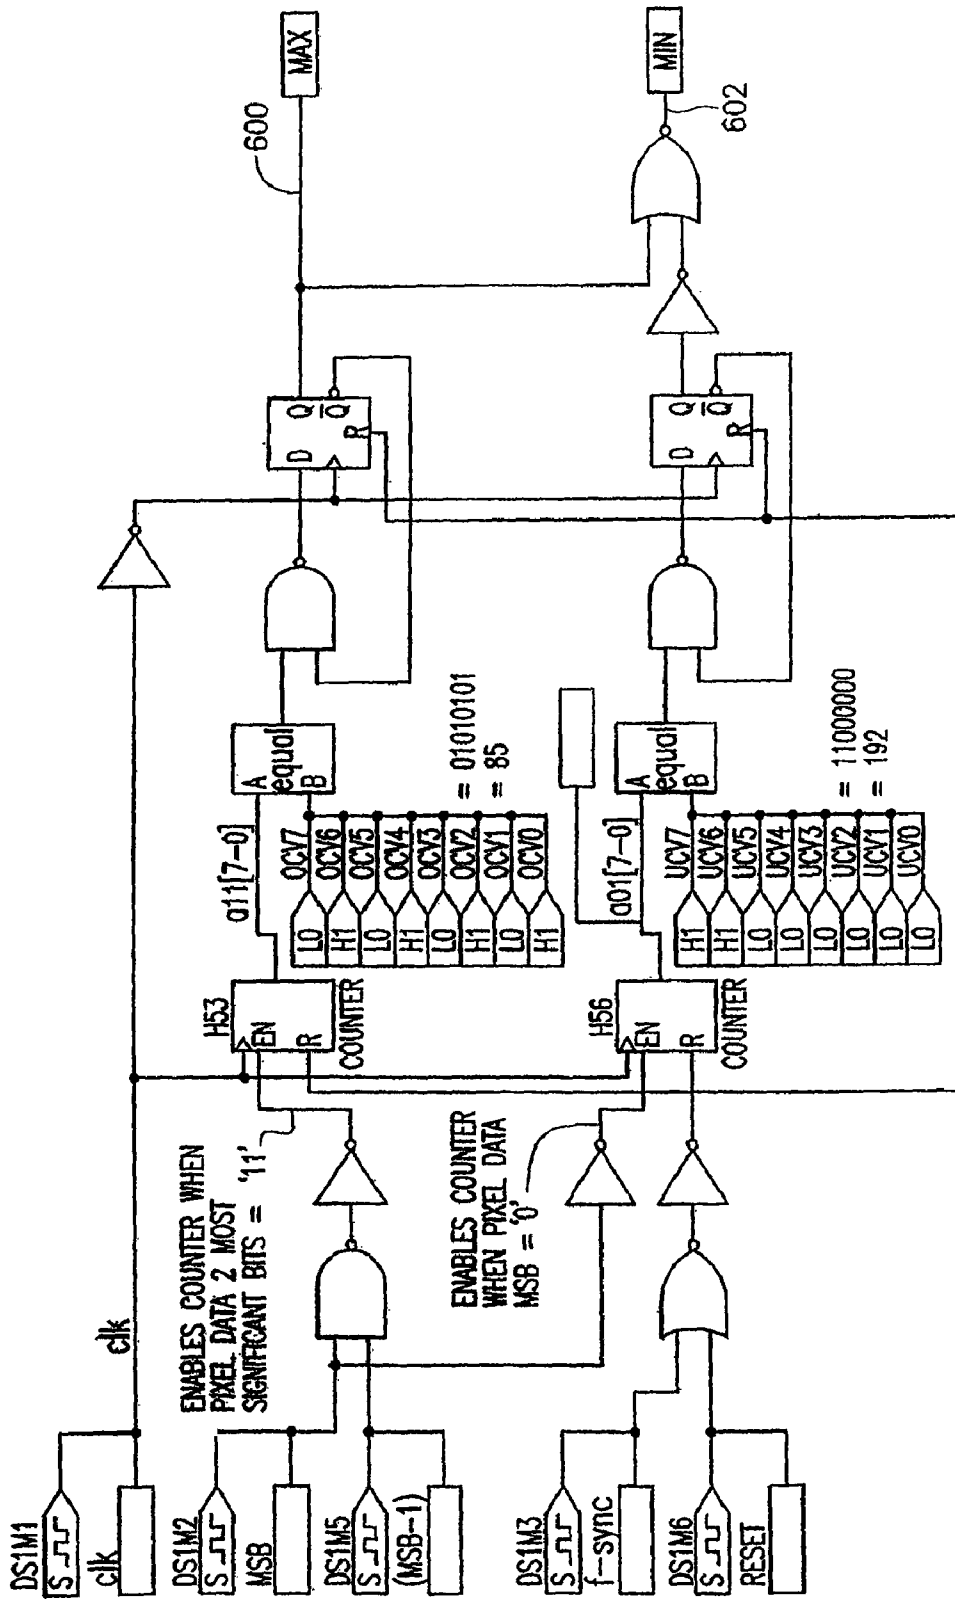 DS1M1
S
clk
clk
DS1M2
S
MSB
DS1M5
S
(MSB-1)
DS1M3
S
f-sync
DS1M6
S
RESET
ENABLES COUNTER WHEN
PIXEL DATA 2 MOST
SIGNIFICANT BITS = '11'
ENABLES COUNTER
WHEN PIXEL DATA
MSB = '0'
H53
EN
R
COUNTER
H56
EN
R
COUNTER
a11[7-0]
LO OCV7
HI OCV6
LO OCV5
HI OCV4
LO OCV3
HI OCV2
LO OCV1
HI OCV0
= 01010101
= 85
A
equal
B
a01[7-0]
HI UCV7
HI UCV6
LO UCV5
LO UCV4
LO UCV3
LO UCV2
LO UCV1
LO UCV0
= 11000000
= 192
A
equal
B
D
Q
Q
R
D
Q
Q
R
600
MAX
602
MIN